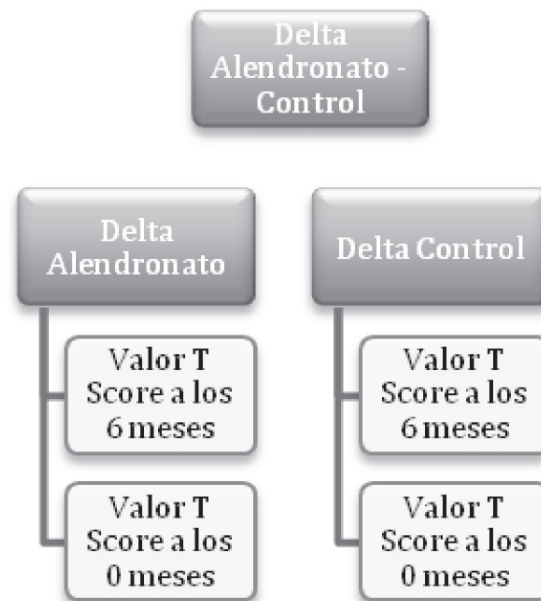 Delta
Alendronato -
Control
Delta
Alendronato
Valor T
Score a los
6 meses
Valor T
Score a los
0 meses
Delta Control
Valor T
Score a los
6 meses
Valor T
Score a los
0 meses